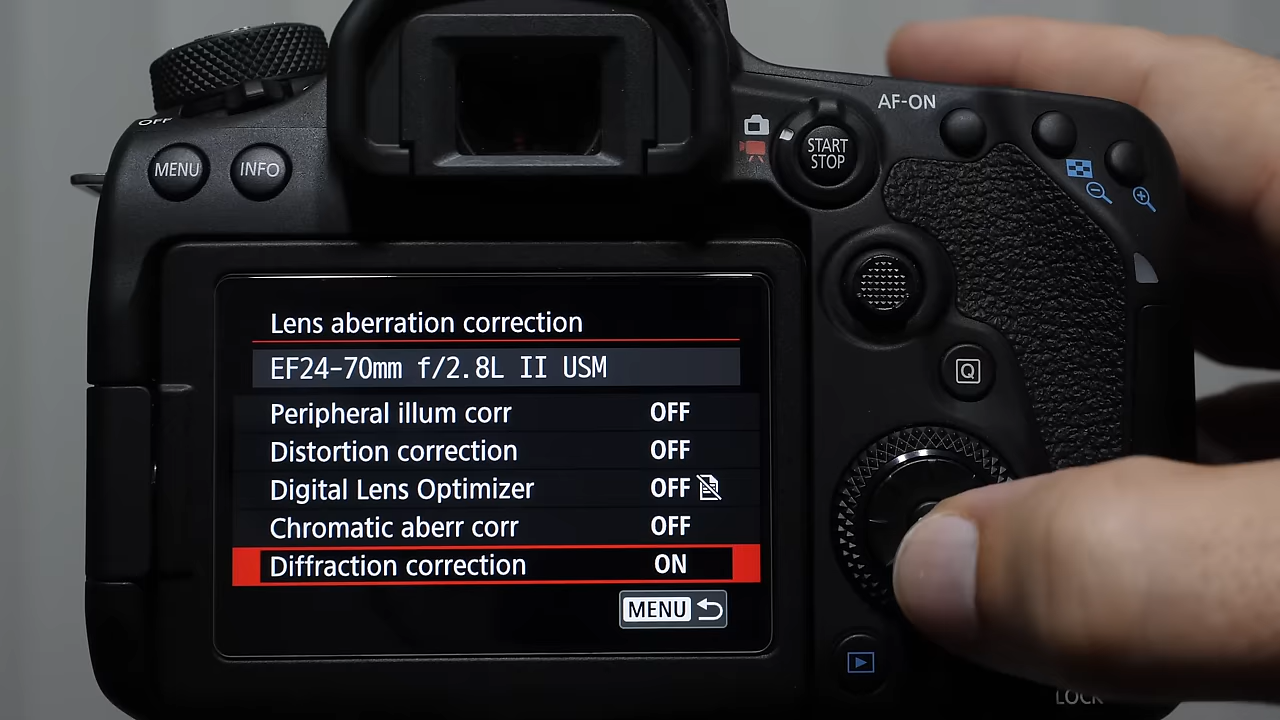 OFF
MENU INFO
START
STOP
AF-ON
Lens aberration correction
EF24-70mm f/2.8L II USM
Peripheral illum corr OFF
Distortion correction OFF
Digital Lens Optimizer OFF
Chromatic aberr corr OFF
Diffraction correction ON
MENU
Q
LOCK